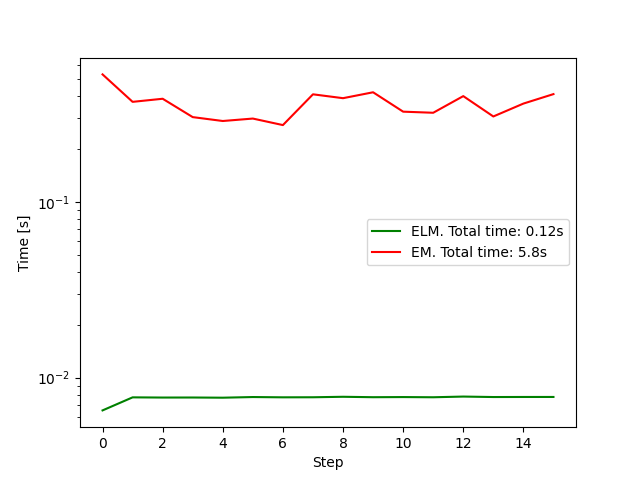 Time [s]
10⁻¹
10⁻²
ELM. Total time: 0.12s
EM. Total time: 5.8s
0 2 4 6 8 10 12 14
Step